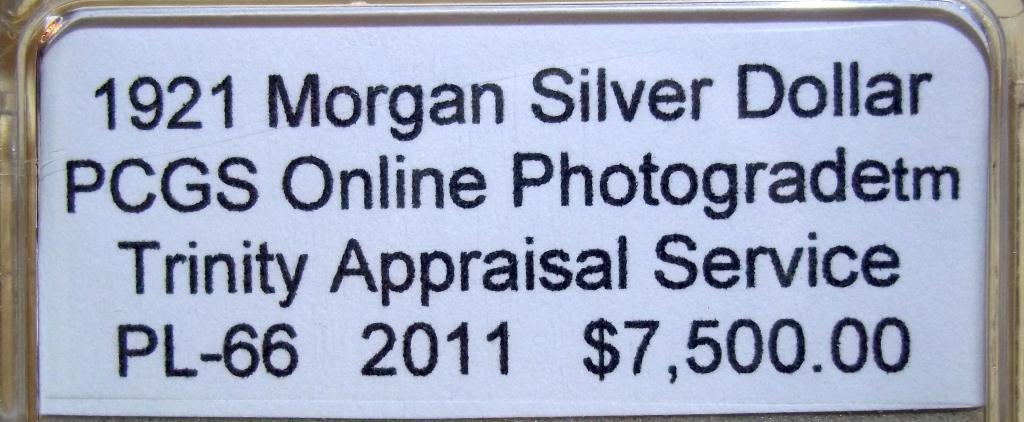 1921 Morgan Silver Dollar
PCGS Online Photogradetm
Trinity Appraisal Service
PL-66 2011 $7,500.00